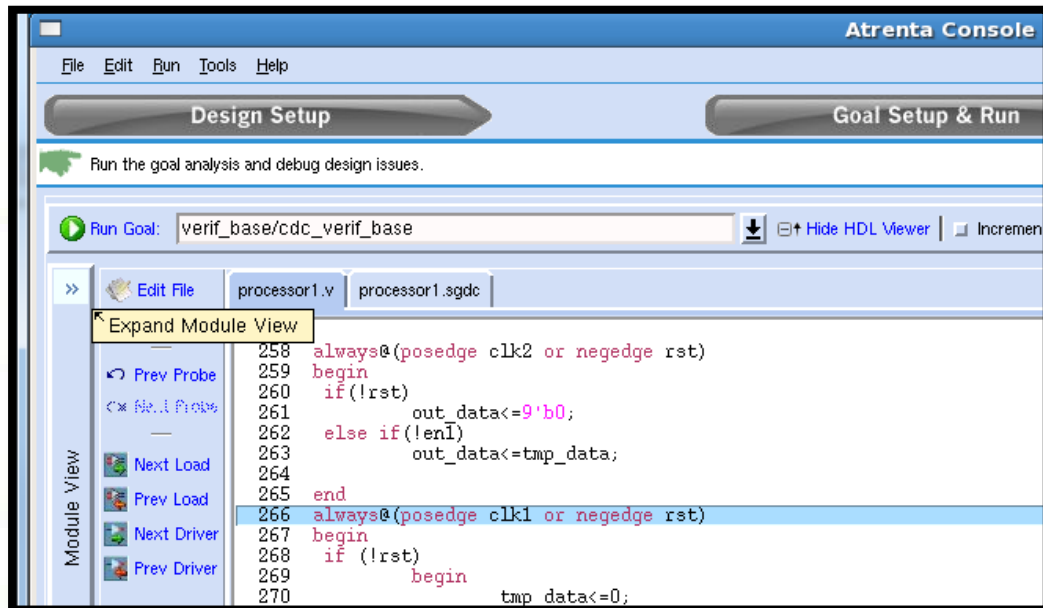 Atrenta Console
File Edit Run Tools Help
Design Setup
Goal Setup & Run
Run the goal analysis and debug design issues.
Run Goal: verif_base/cdc_verif_base
Hide HDL Viewer
Incremen
Edit File
processor1.v
processor1.sgdc
Expand Module View
Prev Probe
Next Probe
Next Load
Prev Load
Next Driver
Prev Driver
Module View
258 always@(posedge clk2 or negedge rst)
259 begin
260 if(!rst)
261 out_data<=9'b0;
262 else if(!en1)
263 out_data<=tmp_data;
264
265 end
266 always@(posedge clk1 or negedge rst)
267 begin
268 if (!rst)
269 begin
270 tmp_data<=0;